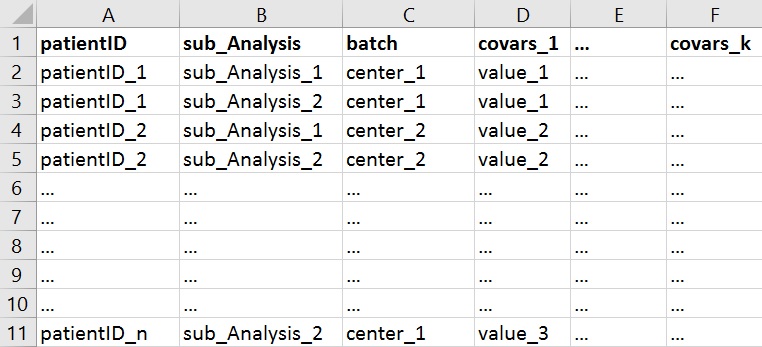 A B C D E F
1 patientID sub_Analysis batch covars_1 ... covars_k
2 patientID_1 sub_Analysis_1 center_1 value_1 ... ...
3 patientID_1 sub_Analysis_2 center_1 value_1 ... ...
4 patientID_2 sub_Analysis_1 center_2 value_2 ... ...
5 patientID_2 sub_Analysis_2 center_2 value_2 ... ...
6 ... ... ... ... ... ...
7 ... ... ... ... ... ...
8 ... ... ... ... ... ...
9 ... ... ... ... ... ...
10 ... ... ... ... ... ...
11 patientID_n sub_Analysis_2 center_1 value_3 ... ...